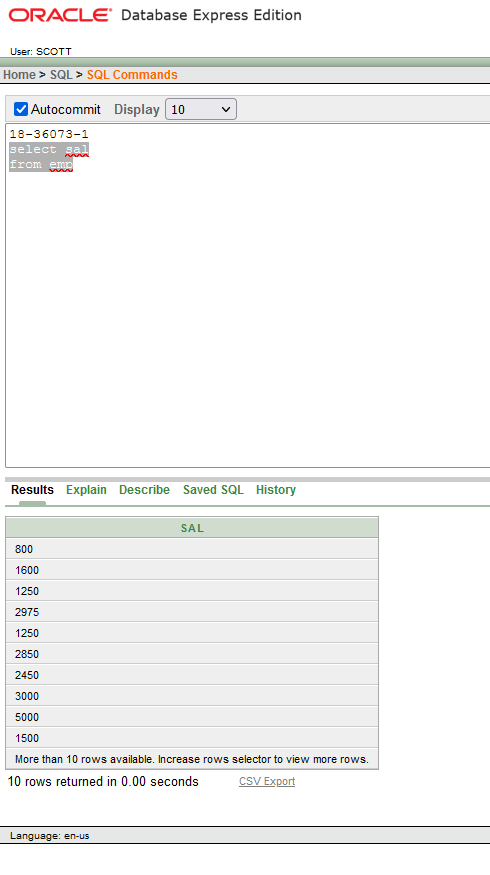 ORACLE® Database Express Edition
User: SCOTT
Home > SQL > SQL Commands
Autocommit Display 10
18-36073-1
select sal
from emp
Results Explain Describe Saved SQL History
SAL
800
1600
1250
2975
1250
2850
2450
3000
5000
1500
More than 10 rows available. Increase rows selector to view more rows.
10 rows returned in 0.00 seconds CSV Export
Language: en-us